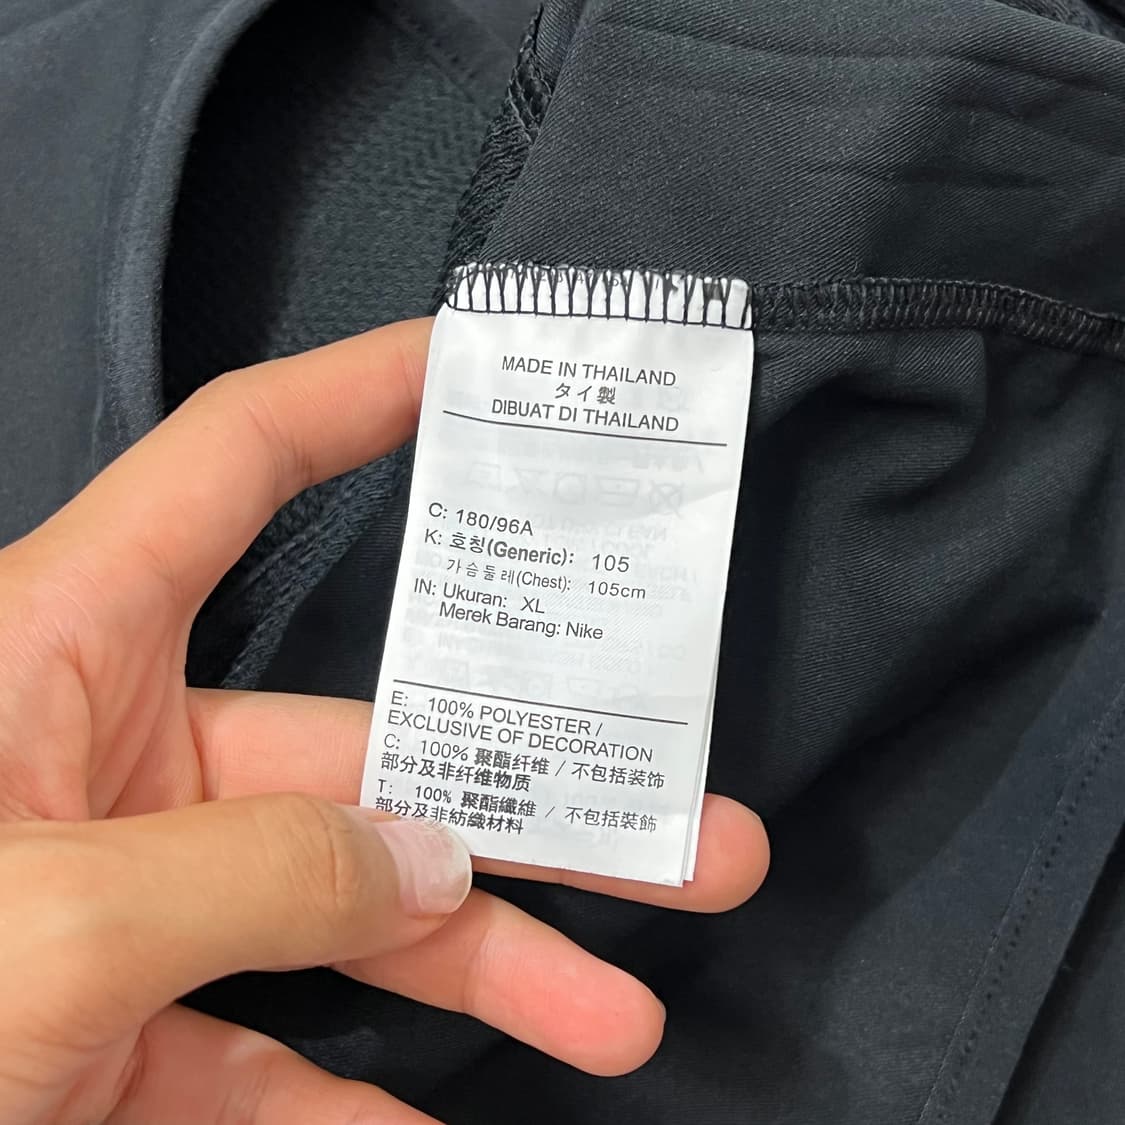 MADE IN THAILAND
タイ製
DIBUAT DI THAILAND
C: 180/96A
K: 호칭(Generic): 105
가슴둘레(Chest): 105cm
IN: Ukuran: XL
Merek Barang: Nike
E: 100% POLYESTER /
EXCLUSIVE OF DECORATION
C: 100% 聚酯纤维 / 不包括装饰
部分及非纤维物质
T: 100% 聚酯纖維 / 不包括裝飾
部分及非紡織材料